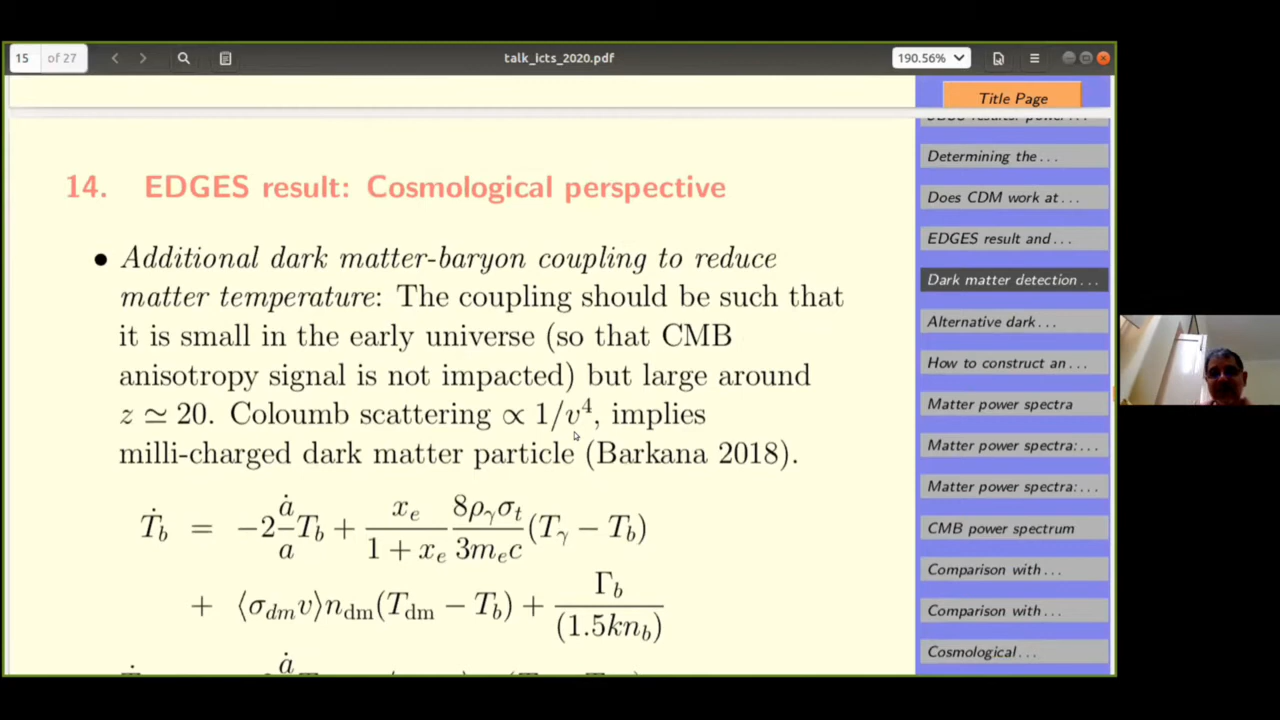 15 of 27
talk_icts_2020.pdf
190.56%
Title Page
Determining the . . .
Does CDM work at . . .
EDGES result and . . .
Dark matter detection . . .
Alternative dark . . .
How to construct an . . .
Matter power spectra
Matter power spectra: . . .
Matter power spectra: . . .
CMB power spectrum
Comparison with . . .
Comparison with . . .
Cosmological . . .
14. EDGES result: Cosmological perspective
• Additional dark matter-baryon coupling to reduce
matter temperature: The coupling should be such that
it is small in the early universe (so that CMB
anisotropy signal is not impacted) but large around
z ≃ 20. Coloumb scattering ∝ 1/v⁴, implies
milli-charged dark matter particle (Barkana 2018).
Ṫ_b = −2 ȧ/a T_b + x_e/(1 + x_e) 8ρ_γσ_t/3m_ec (T_γ − T_b)
+ ⟨σ_dm v⟩n_dm(T_dm − T_b) + Γ_b/(1.5kn_b)